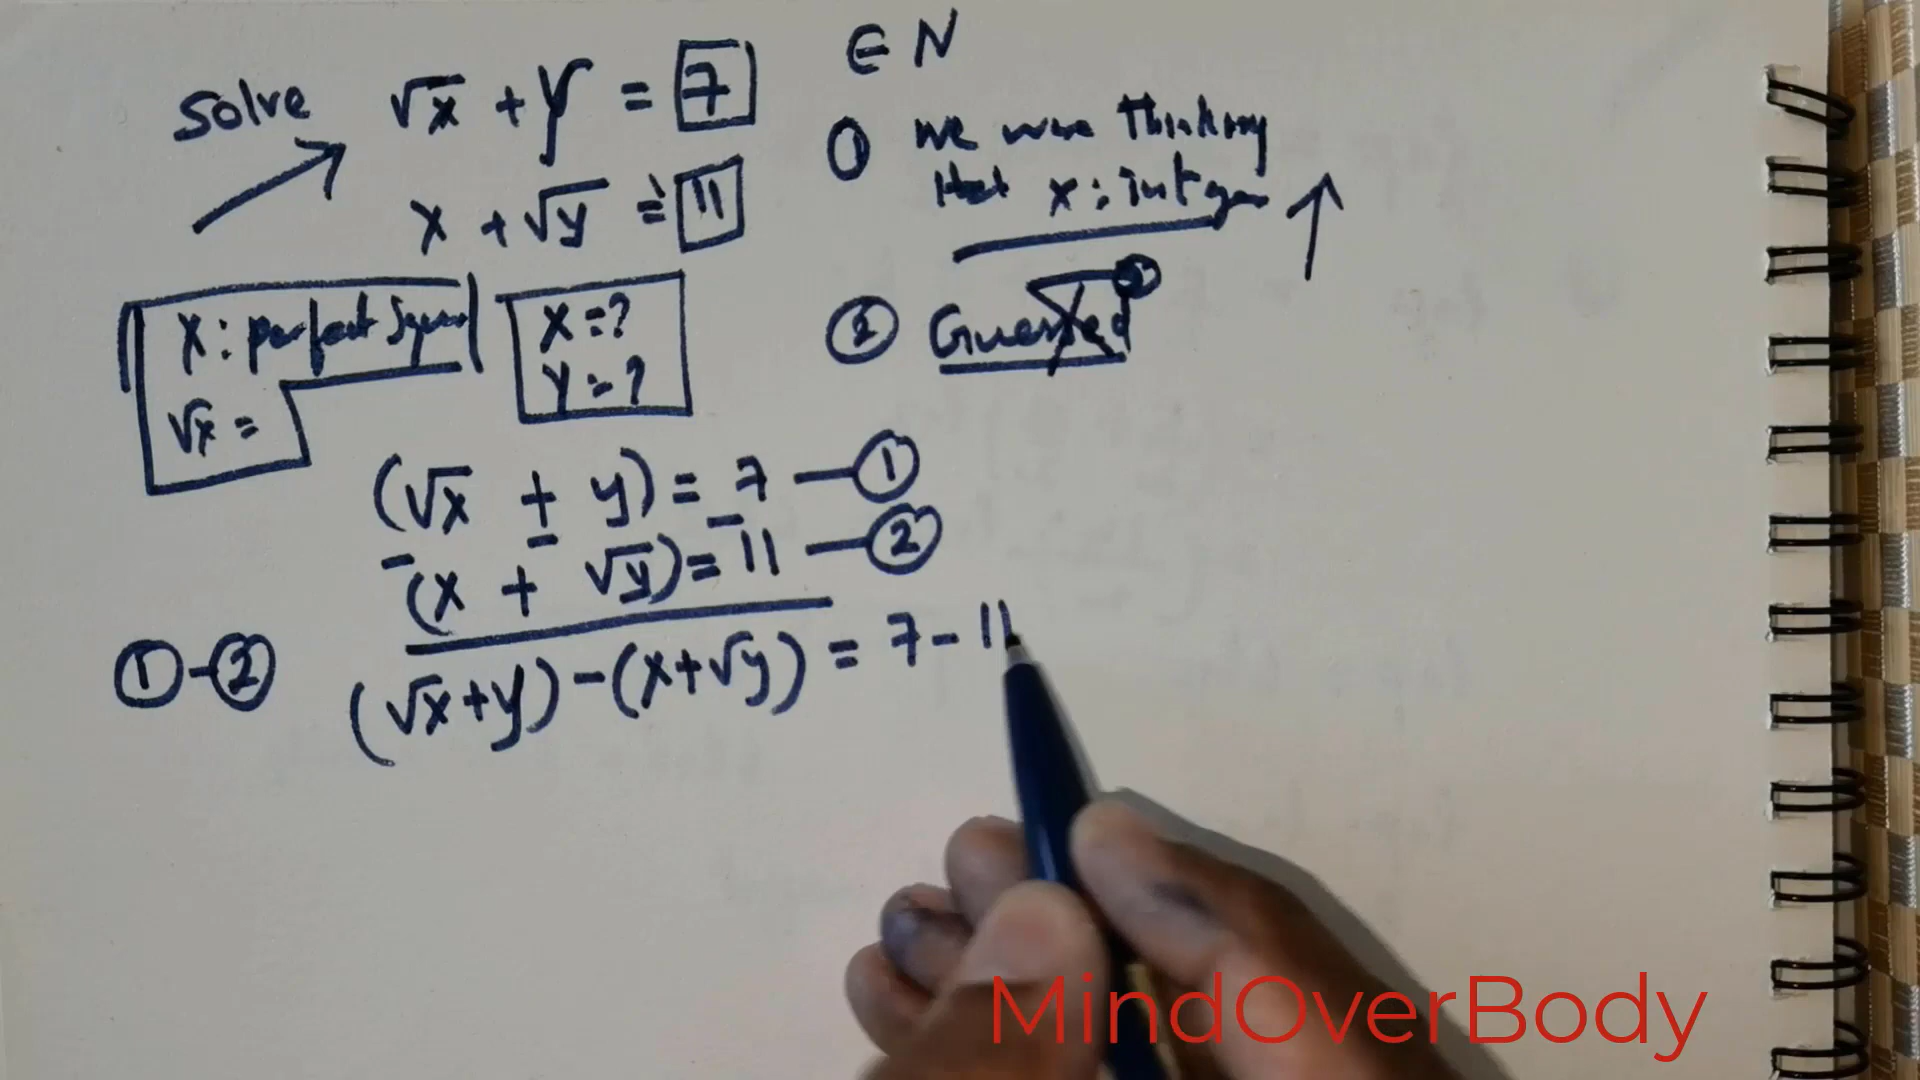 Solve √x + y = 7
x + √y = 11
∈ N
① we were thinking
that x : integer
② Guessed
x : perfect square
√x =
x = ?
y = ?
(√x + y) = 7 — ①
(x + √y) = 11 — ②
① - ② (√x + y) - (x + √y) = 7 - 11
MindOverBody